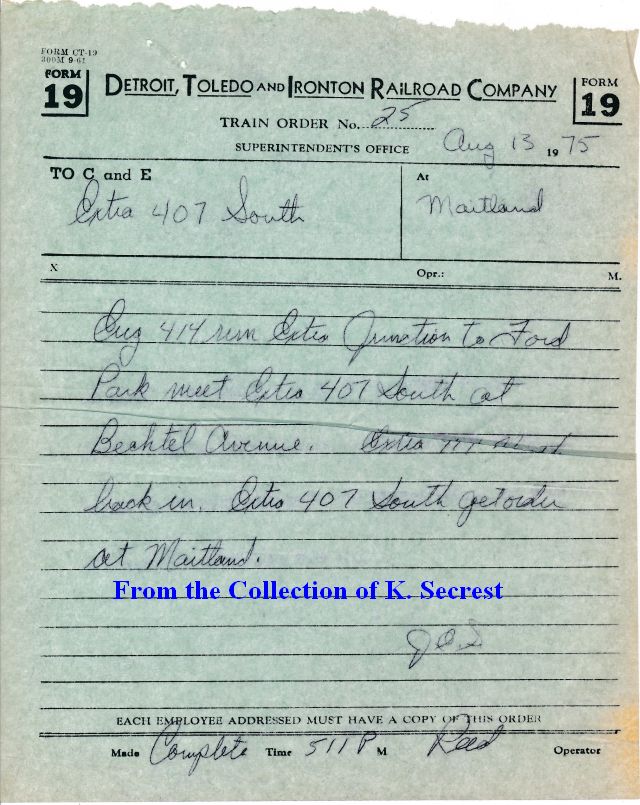 FORM CT-19
300M 9-61
FORM
19
DETROIT, TOLEDO AND IRONTON RAILROAD COMPANY
FORM
19
TRAIN ORDER No. 25
SUPERINTENDENT'S OFFICE Aug 13 1975
TO C and E
Extra 407 South
At
Maitland
X Opr.: M.
Eng 414 run Extra Junction to Ford
Park meet Extra 407 South at
Bechtel Avenue. Extra
back in. Extra 407 South get order
at Maitland.
From the Collection of K. Secrest
EACH EMPLOYEE ADDRESSED MUST HAVE A COPY OF THIS ORDER
Made Complete Time 511 P M Reed Operator